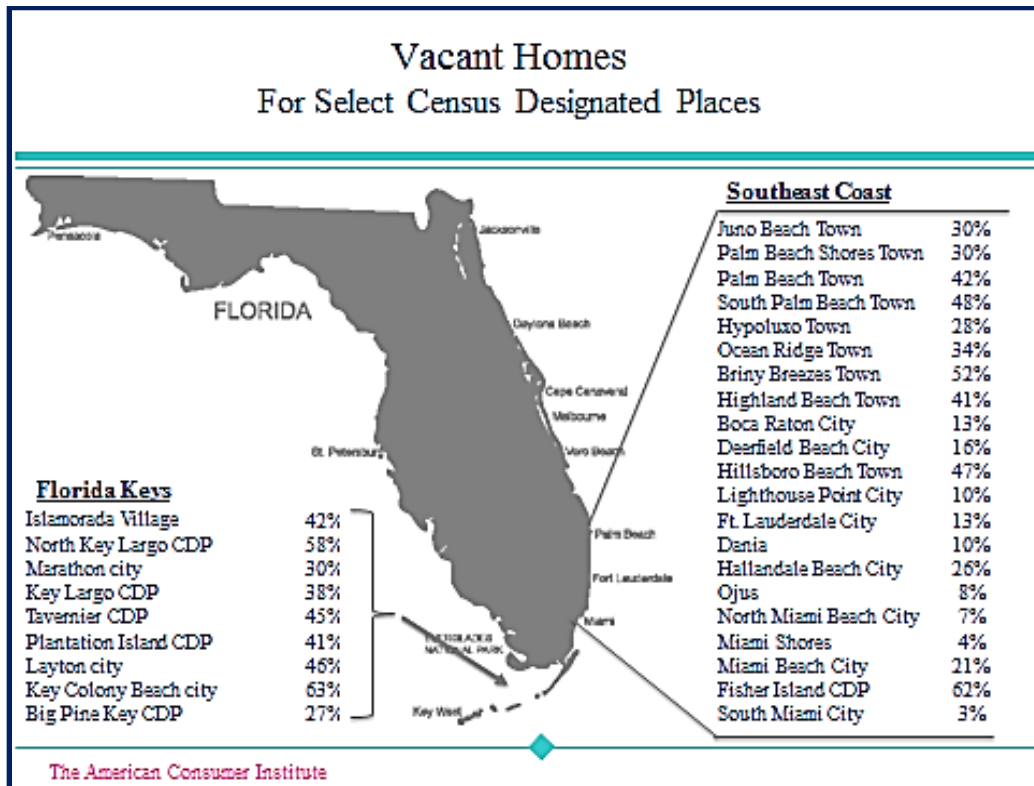 Vacant Homes
For Select Census Designated Places
Pensacola
Jacksonville
FLORIDA
Daytona Beach
Cape Canaveral
Melbourne
St. Petersburg
Vero Beach
Palm Beach
Fort Lauderdale
Miami
EVERGLADES
NATIONAL PARK
Key West
Florida Keys
Islamorada Village 42%
North Key Largo CDP 58%
Marathon city 30%
Key Largo CDP 38%
Tavernier CDP 45%
Plantation Island CDP 41%
Layton city 46%
Key Colony Beach city 63%
Big Pine Key CDP 27%
Southeast Coast
Juno Beach Town 30%
Palm Beach Shores Town 30%
Palm Beach Town 42%
South Palm Beach Town 48%
Hypoluxo Town 28%
Ocean Ridge Town 34%
Briny Breezes Town 52%
Highland Beach Town 41%
Boca Raton City 13%
Deerfield Beach City 16%
Hillsboro Beach Town 47%
Lighthouse Point City 10%
Ft. Lauderdale City 13%
Dania 10%
Hallandale Beach City 26%
Ojus 8%
North Miami Beach City 7%
Miami Shores 4%
Miami Beach City 21%
Fisher Island CDP 62%
South Miami City 3%
The American Consumer Institute